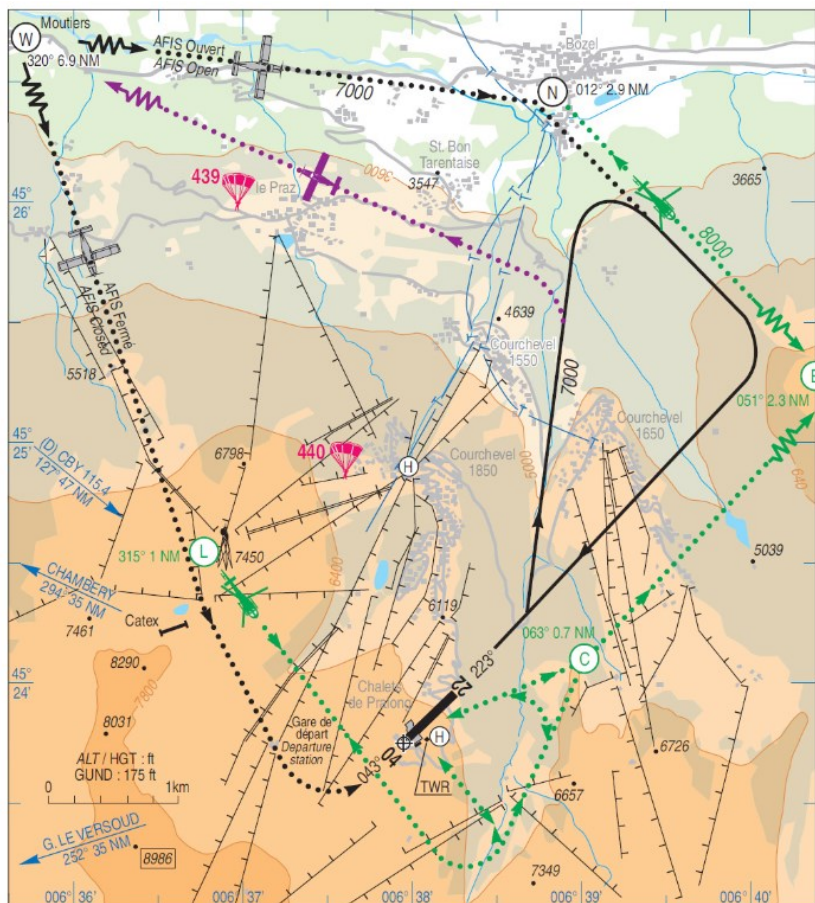 Moutiers
W
320° 6.9 NM
AFIS Ouvert
AFIS Open
7000
Bozel
N
012° 2.9 NM
St. Bon
Tarentaise
3547
3600
439
le Praz
45°
26'
3665
8000
AFIS Fermé
AFIS Closed
4639
Courchevel
1550
7000
5518
E
051° 2.3 NM
Courchevel
1650
45°
25'
6798
440
H
Courchevel
1850
6000
640
(D) CBY 115.4
127° 47 NM
L
315° 1 NM
7450
6400
5039
CHAMBERY
294° 35 NM
7461
Catex
6119
063° 0.7 NM
C
45°
24'
8290
7800
8031
223°
22
Chalets
de Pralong
Gare de
départ
Departure
station
043°
04
H
TWR
6726
6657
ALT / HGT : ft
GUND : 175 ft
0
1km
G. LE VERSOUD
252° 35 NM
8986
7349
006° 36'
006° 37'
006° 38'
006° 39'
006° 40'